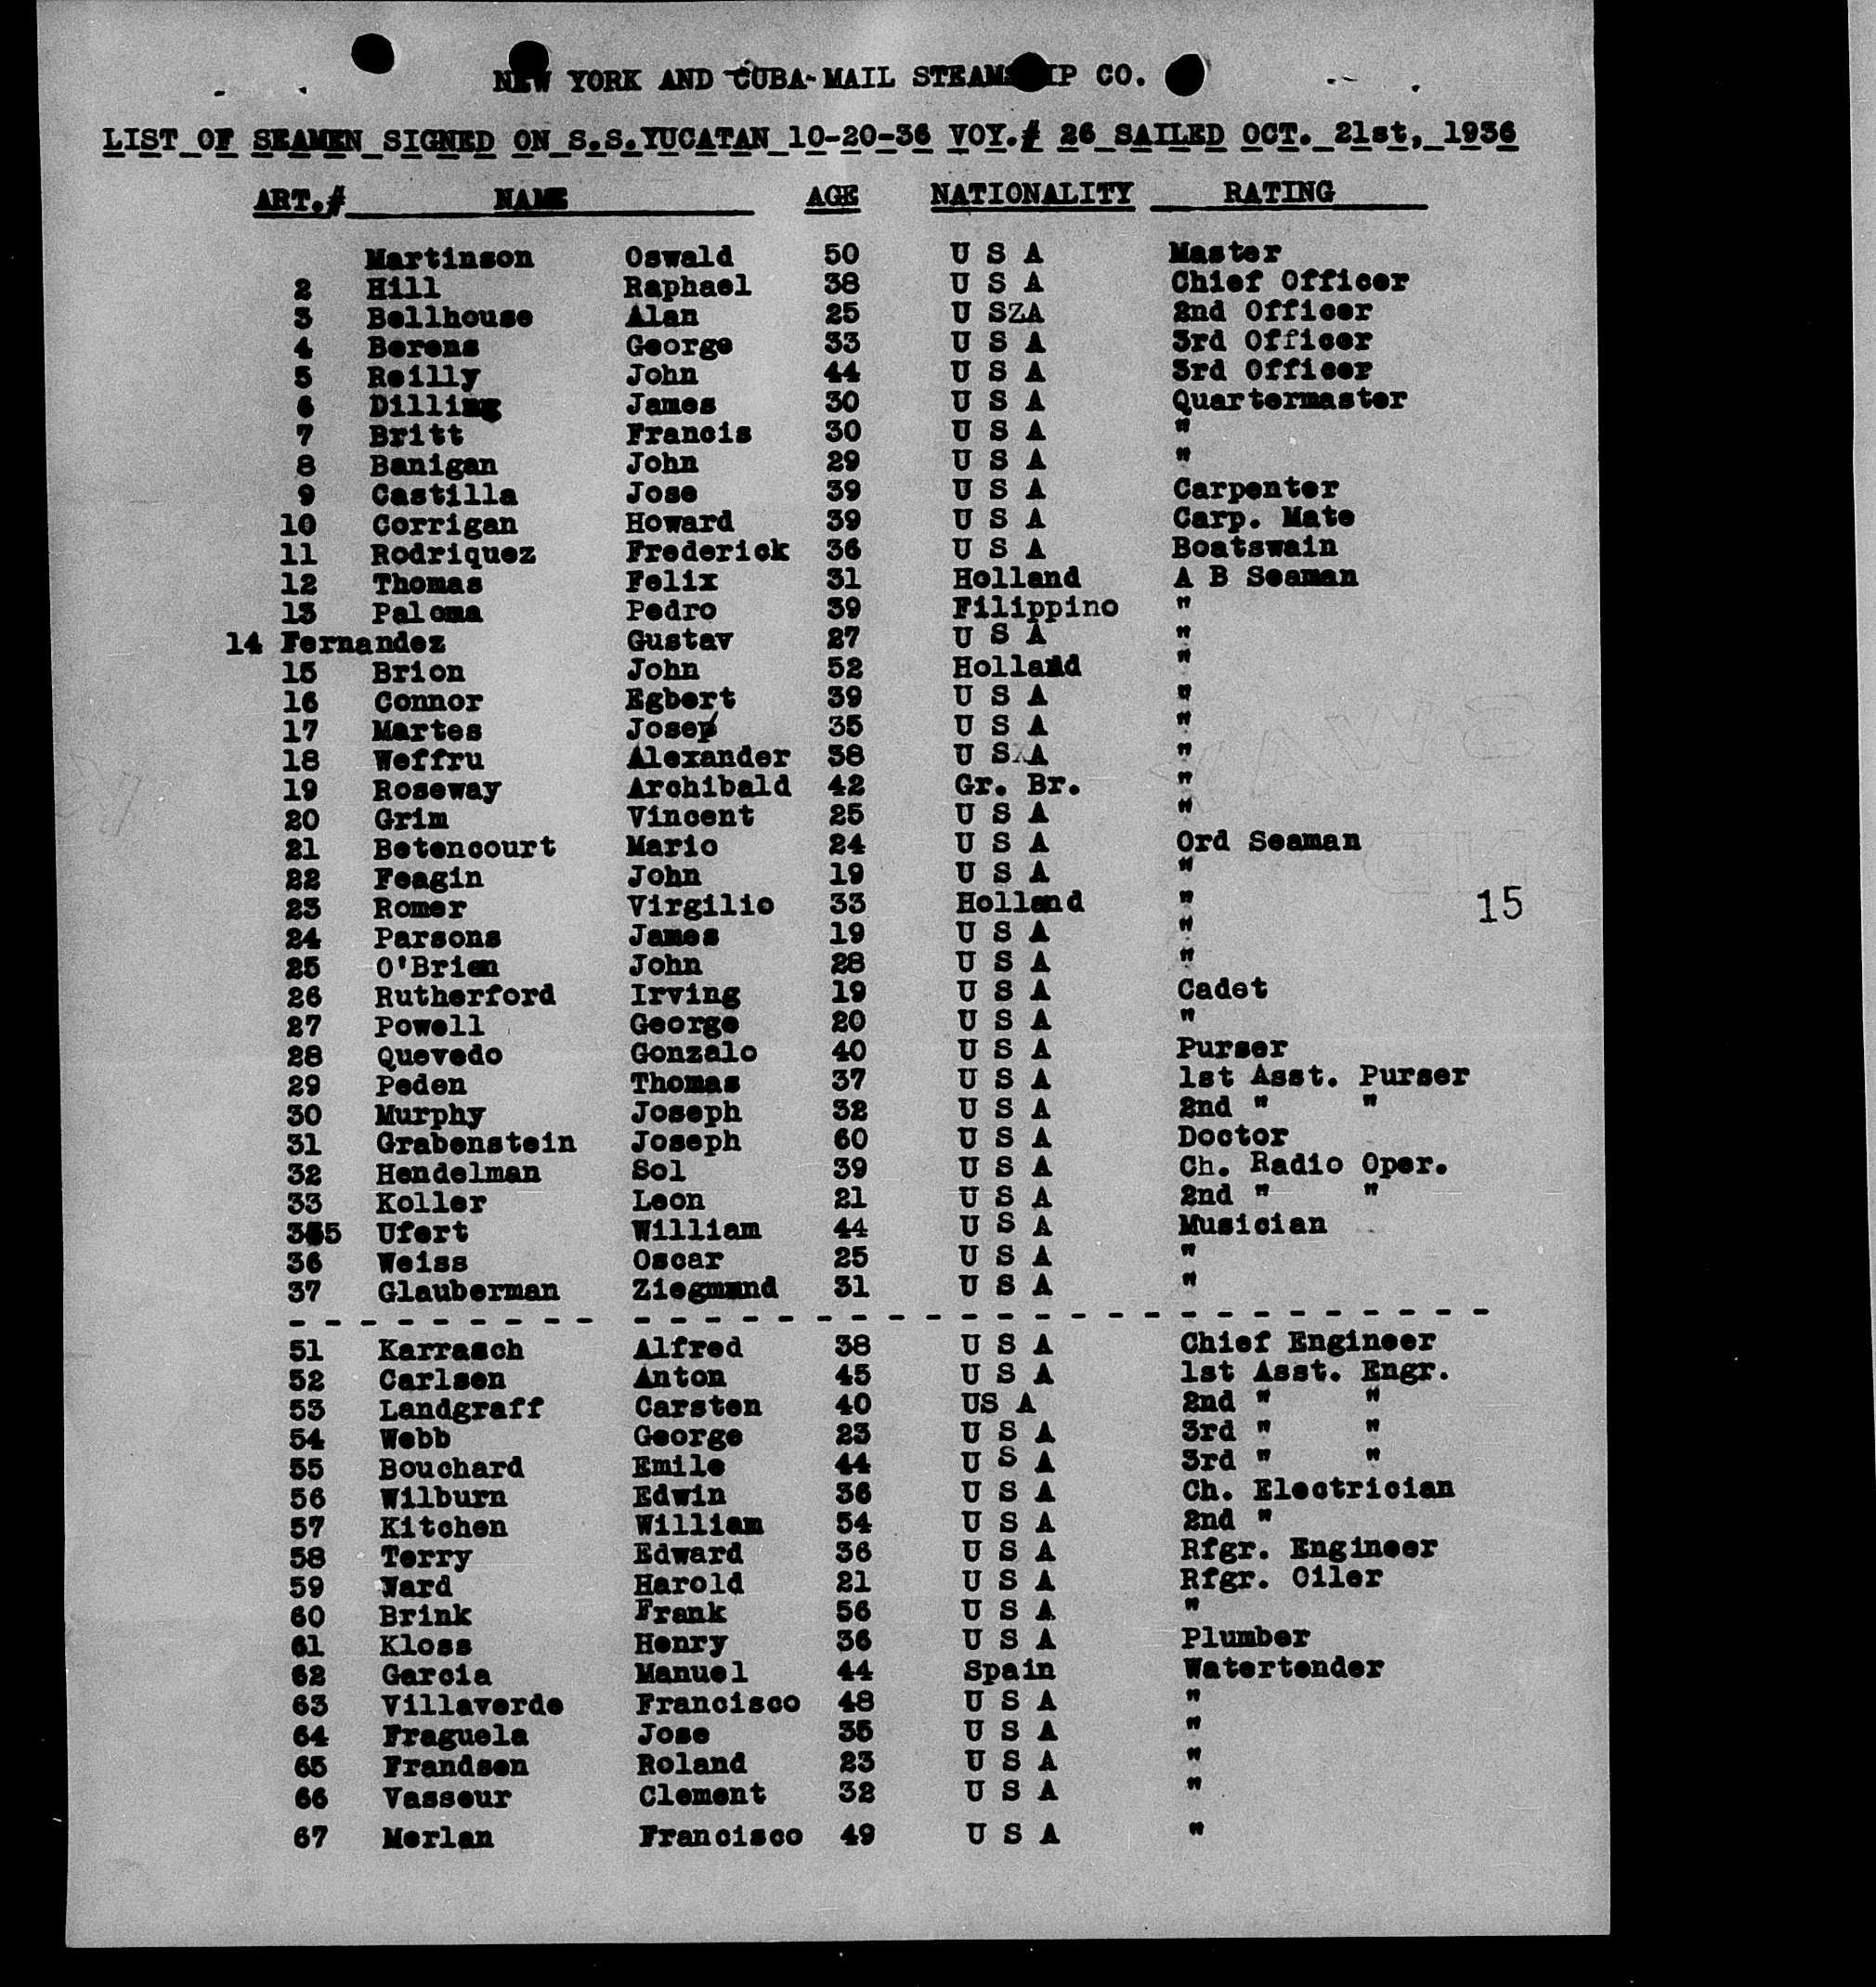 NEW YORK AND CUBA MAIL STEAMSHIP CO.
LIST OF SEAMEN SIGNED ON S.S.YUCATAN 10-20-36 VOY.# 26 SAILED OCT. 21st, 1936
ART.# NAME AGE NATIONALITY RATING
Martinson Oswald 50 U S A Master
2 Hill Raphael 38 U S A Chief Officer
3 Bellhouse Alan 25 U SZA 2nd Officer
4 Berens George 33 U S A 3rd Officer
5 Reilly John 44 U S A 3rd Officer
6 Dilling James 30 U S A Quartermaster
7 Britt Francis 30 U S A "
8 Banigan John 29 U S A "
9 Castilla Jose 39 U S A Carpenter
10 Corrigan Howard 39 U S A Carp. Mate
11 Rodriquez Frederick 36 U S A Boatswain
12 Thomas Felix 31 Holland A B Seaman
13 Paloma Pedro 39 Filippino "
14 Fernandez Gustav 27 U S A "
15 Brion John 52 Holland "
16 Connor Egbert 39 U S A "
17 Martes Josep 35 U S A "
18 Weffru Alexander 38 U SXA "
19 Roseway Archibald 42 Gr. Br. "
20 Grim Vincent 25 U S A "
21 Betencourt Mario 24 U S A Ord Seaman
22 Feagin John 19 U S A "
23 Romer Virgilio 33 Holland "
15
24 Parsons James 19 U S A "
25 O'Brien John 28 U S A "
26 Rutherford Irving 19 U S A Cadet
27 Powell George 20 U S A "
28 Quevedo Gonzalo 40 U S A Purser
29 Peden Thomas 37 U S A 1st Asst. Purser
30 Murphy Joseph 32 U S A 2nd " "
31 Grabenstein Joseph 60 U S A Doctor
32 Hendelman Sol 39 U S A Ch. Radio Oper.
33 Koller Leon 21 U S A 2nd " "
35 Ufert William 44 U S A Musician
36 Weiss Oscar 25 U S A "
37 Glauberman Ziegmund 31 U S A "
- - - - - - - - - - - - - - - - - - - - - - - - - - - - - - - - -
51 Karrasch Alfred 38 U S A Chief Engineer
52 Carlsen Anton 45 U S A 1st Asst. Engr.
53 Landgraff Carsten 40 US A 2nd " "
54 Webb George 23 U S A 3rd " "
55 Bouchard Emile 44 U S A 3rd " "
56 Wilburn Edwin 36 U S A Ch. Electrician
57 Kitchen William 54 U S A 2nd "
58 Terry Edward 36 U S A Rfgr. Engineer
59 Ward Harold 21 U S A Rfgr. Oiler
60 Brink Frank 56 U S A "
61 Kloss Henry 36 U S A Plumber
62 Garcia Manuel 44 Spain Watertender
63 Villaverde Francisco 48 U S A "
64 Fraguela Jose 35 U S A "
65 Frandsen Roland 23 U S A "
66 Vasseur Clement 32 U S A "
67 Merlan Francisco 49 U S A "